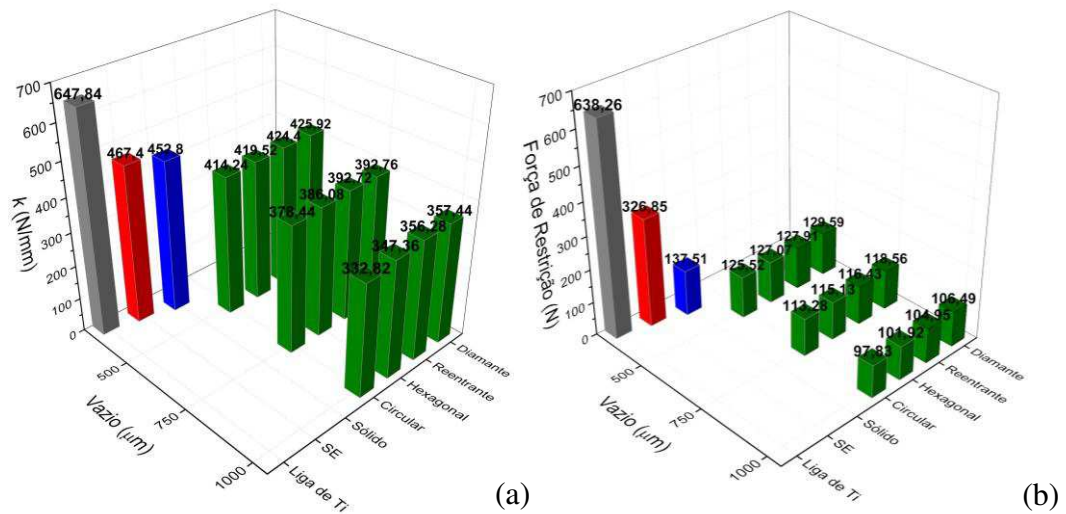 700
600
500
400
300
200
100
0
k (N/mm)
647,84
467,4
452,8
414,24
419,52
424,4
425,92
378,44
386,08
392,72
392,76
332,82
347,36
356,28
357,44
500
750
1000
Vazio (μm)
Diamante
Reentrante
Hexagonal
Circular
Sólido
SE
Liga de Ti
(a)
700
600
500
400
300
200
100
0
Força de Restrição (N)
638,26
326,85
137,51
125,52
127,07
127,91
129,59
113,28
115,13
116,43
118,56
97,83
101,92
104,95
106,49
500
750
1000
Vazio (μm)
Diamante
Reentrante
Hexagonal
Circular
Sólido
SE
Liga de Ti
(b)